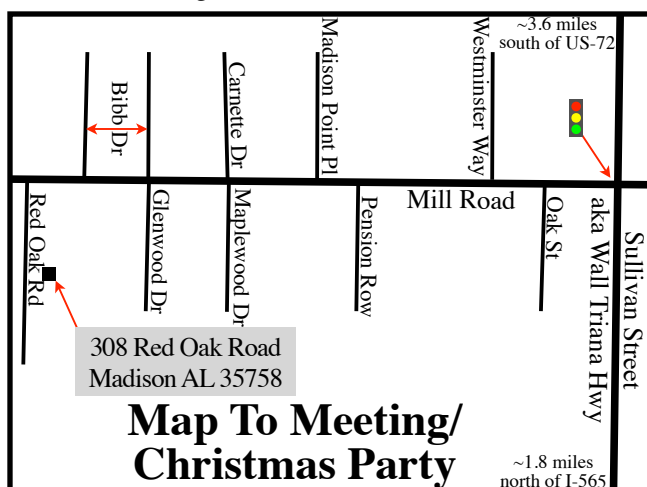 ~3.6 miles
south of US-72
Bibb Dr
Carnette Dr
Madison Point Pl
Westminster Way
Mill Road
Red Oak Rd
Glenwood Dr
Maplewood Dr
Pension Row
Oak St
aka Wall Triana Hwy
Sullivan Street
308 Red Oak Road
Madison AL 35758
Map To Meeting/
Christmas Party
~1.8 miles
north of I-565